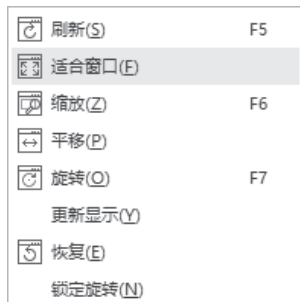 刷新(S) F5
适合窗口(F)
缩放(Z) F6
平移(P)
旋转(O) F7
更新显示(Y)
恢复(E)
锁定旋转(N)